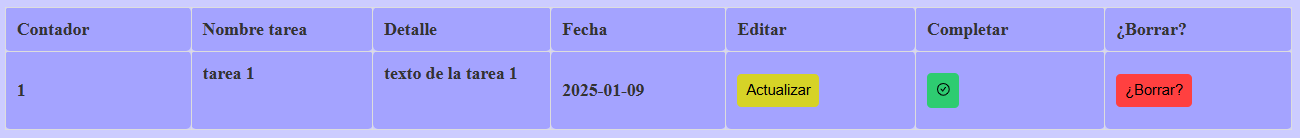 Contador Nombre tarea Detalle Fecha Editar Completar ¿Borrar?
1 tarea 1 texto de la tarea 1 2025-01-09 Actualizar ¿Borrar?